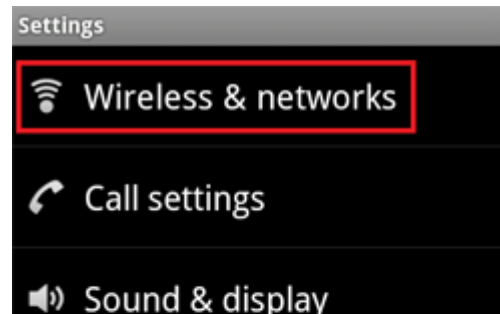 Settings
Wireless & networks
Call settings
Sound & display